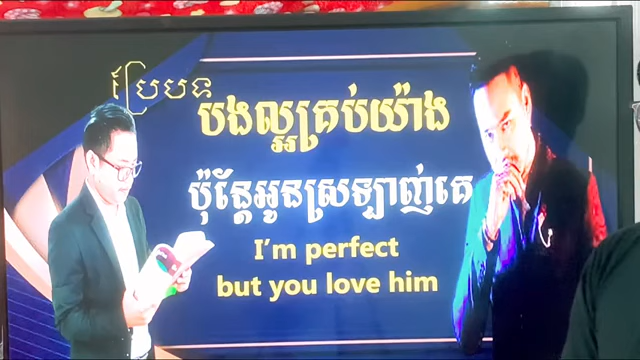 ប្រែបទ
បងល្អគ្រប់យ៉ាង
ប៉ុន្តែអូនស្រឡាញ់គេ
I'm perfect
but you love him